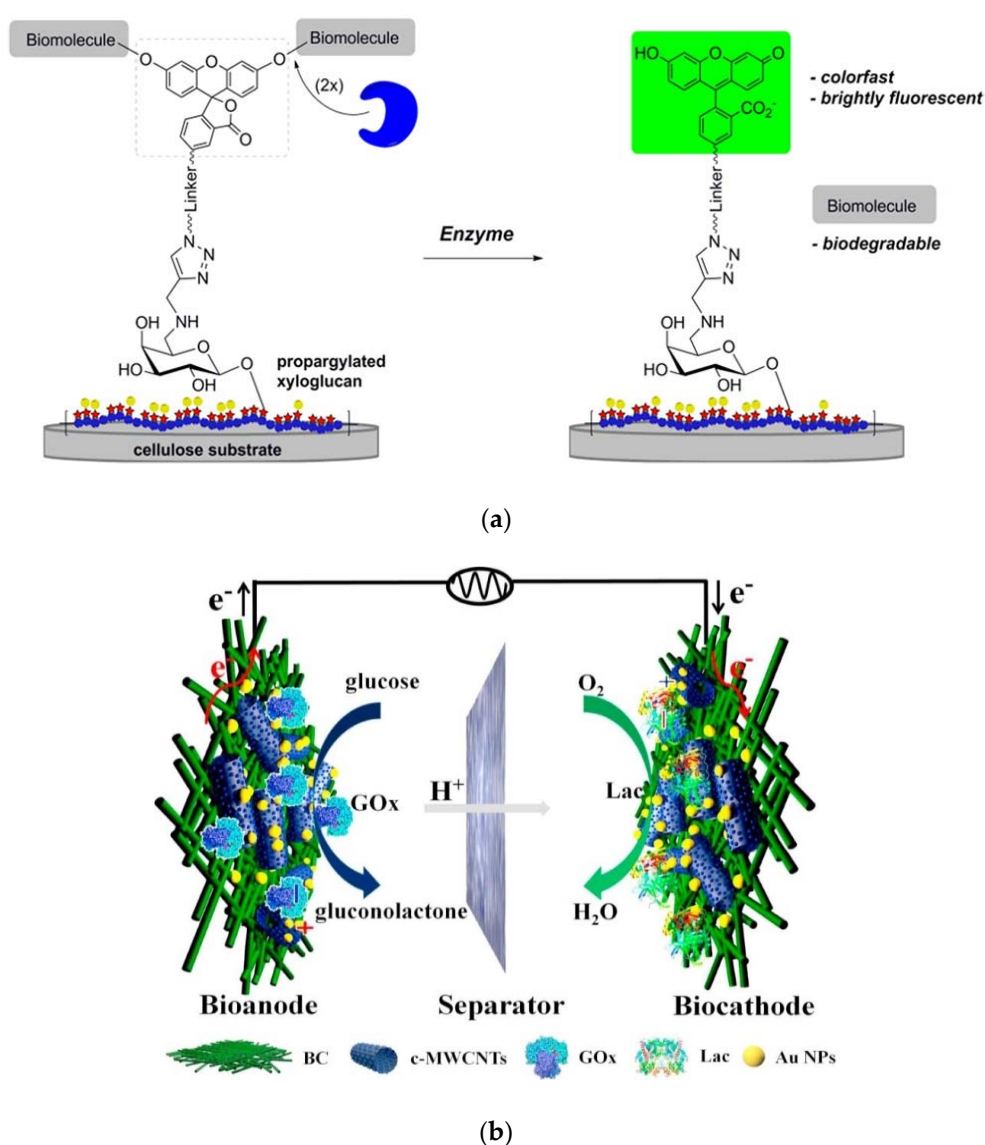 Biomolecule
Biomolecule
O
O
O
(2x)
O
O
Linker
N
N
N
NH
OH
O
O
HO
OH
propargylated
xyloglucan
cellulose substrate
Enzyme
HO
O
O
CO₂⁻
- colorfast
- brightly fluorescent
Linker
Biomolecule
- biodegradable
N
N
N
NH
OH
O
O
HO
OH
(a)
e⁻
e⁻
e⁻
e⁻
glucose
O₂
H⁺
GOx
Lac
gluconolactone
H₂O
+
-
+
Bioanode
Separator
Biocathode
BC
c-MWCNTs
GOx
Lac
Au NPs
(b)